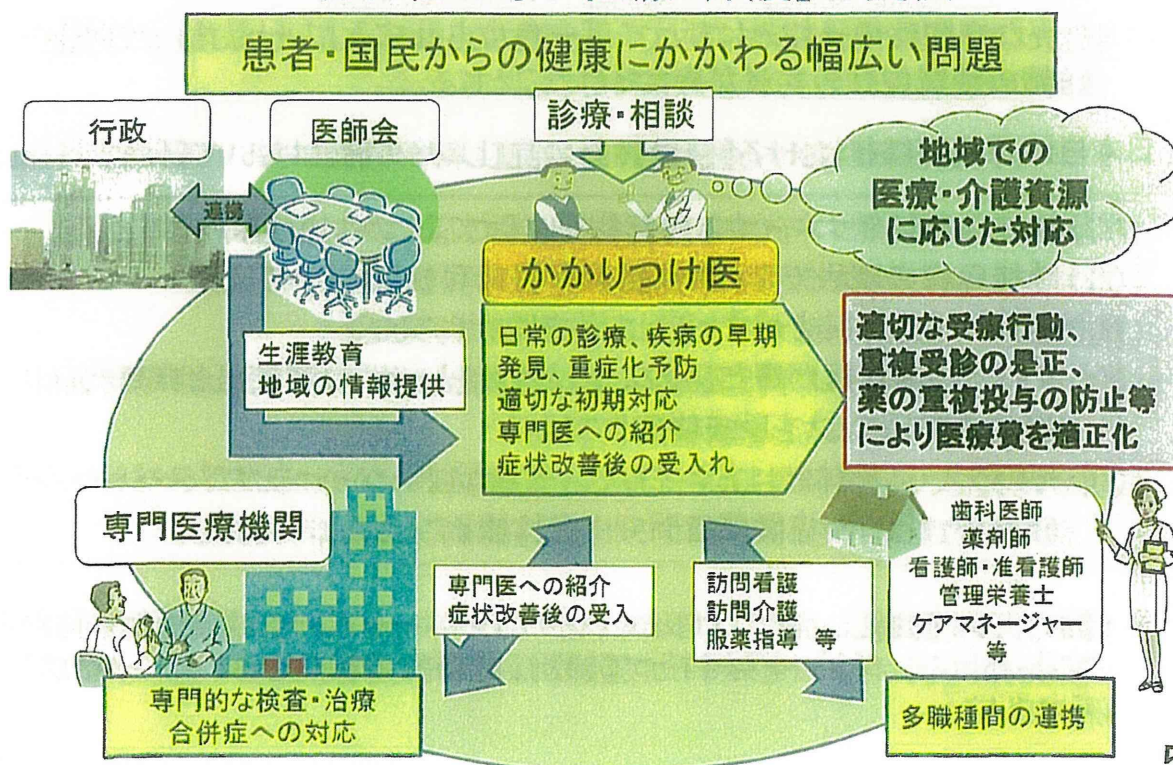 患者・国民からの健康にかかわる幅広い問題
行政
医師会
診療・相談
連携
地域での
医療・介護資源
に応じた対応
かかりつけ医
日常の診療、疾病の早期
発見、重症化予防
適切な初期対応
専門医への紹介
症状改善後の受入れ
生涯教育
地域の情報提供
適切な受療行動、
重複受診の是正、
薬の重複投与の防止等
により医療費を適正化
専門医療機関
H
専門医への紹介
症状改善後の受入
訪問看護
訪問介護
服薬指導 等
歯科医師
薬剤師
看護師・准看護師
管理栄養士
ケアマネージャー
等
専門的な検査・治療
合併症への対応
多職種間の連携